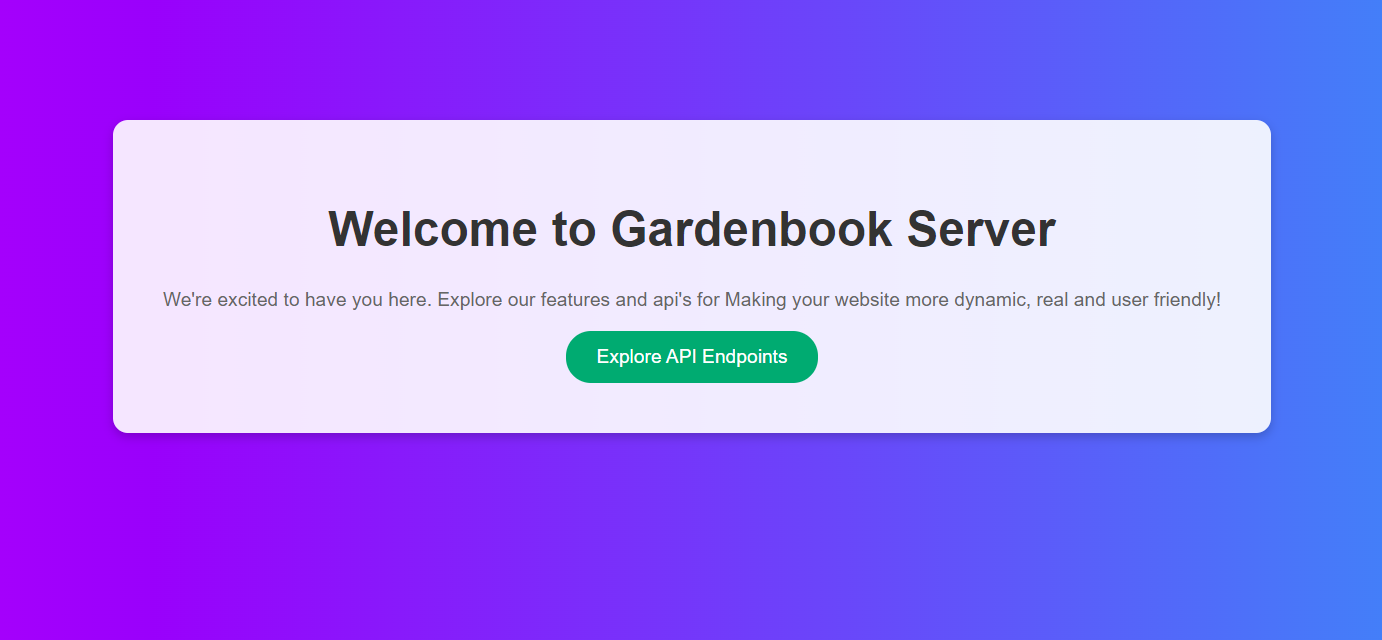 Welcome to Gardenbook Server
We're excited to have you here. Explore our features and api's for Making your website more dynamic, real and user friendly!
Explore API Endpoints